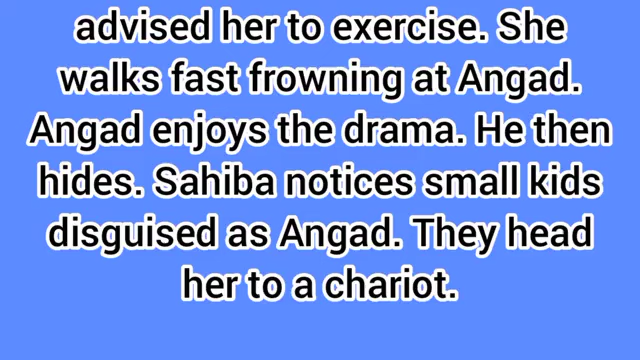 advised her to exercise. She
walks fast frowning at Angad.
Angad enjoys the drama. He then
hides. Sahiba notices small kids
disguised as Angad. They head
her to a chariot.